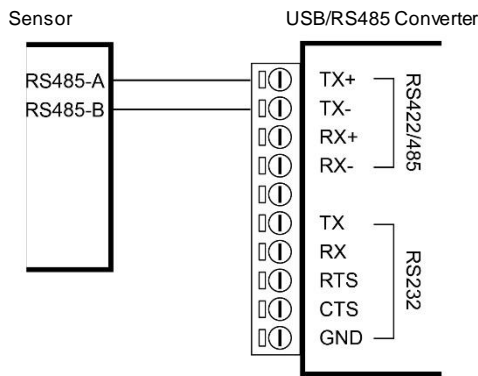 Sensor
USB/RS485 Converter
RS485-A
RS485-B
TX+
TX-
RX+
RX-
RS422/485
TX
RX
RTS
CTS
GND
RS232